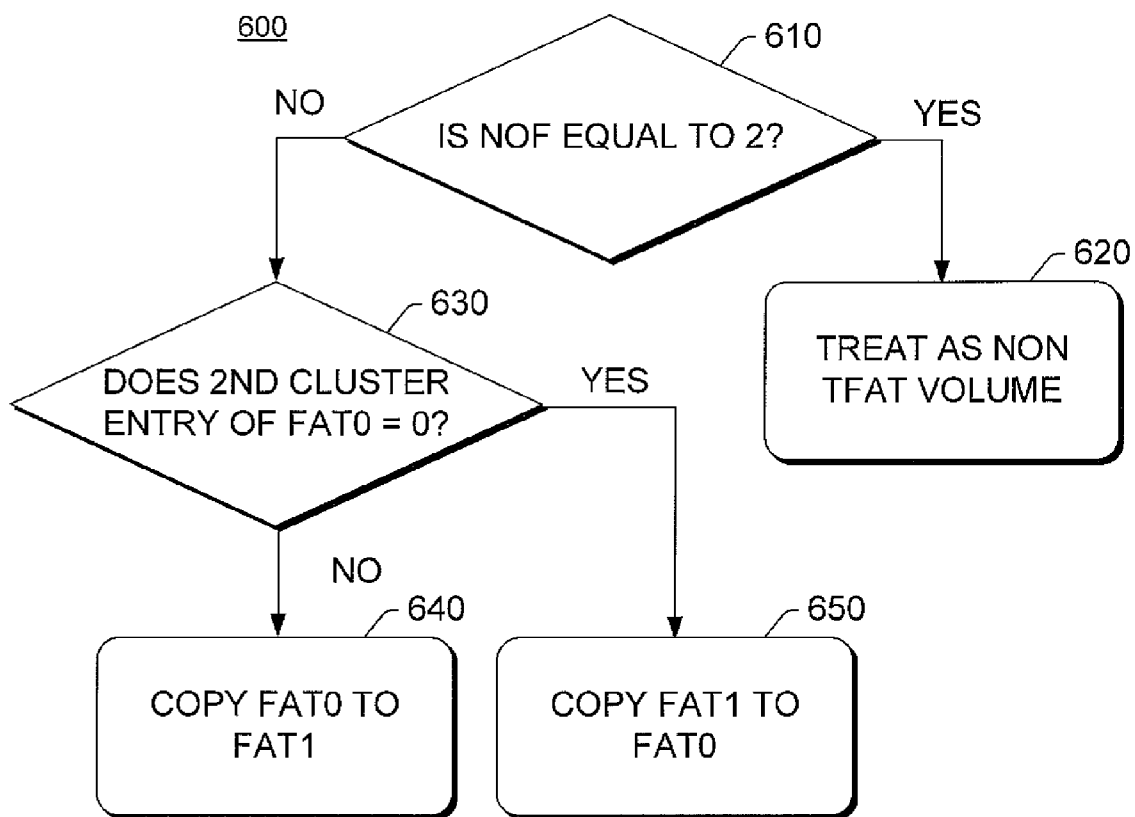 600
610
NO
IS NOF EQUAL TO 2?
YES
620
TREAT AS NON
TFAT VOLUME
630
DOES 2ND CLUSTER
ENTRY OF FAT0 = 0?
YES
NO
640
COPY FAT0 TO
FAT1
650
COPY FAT1 TO
FAT0